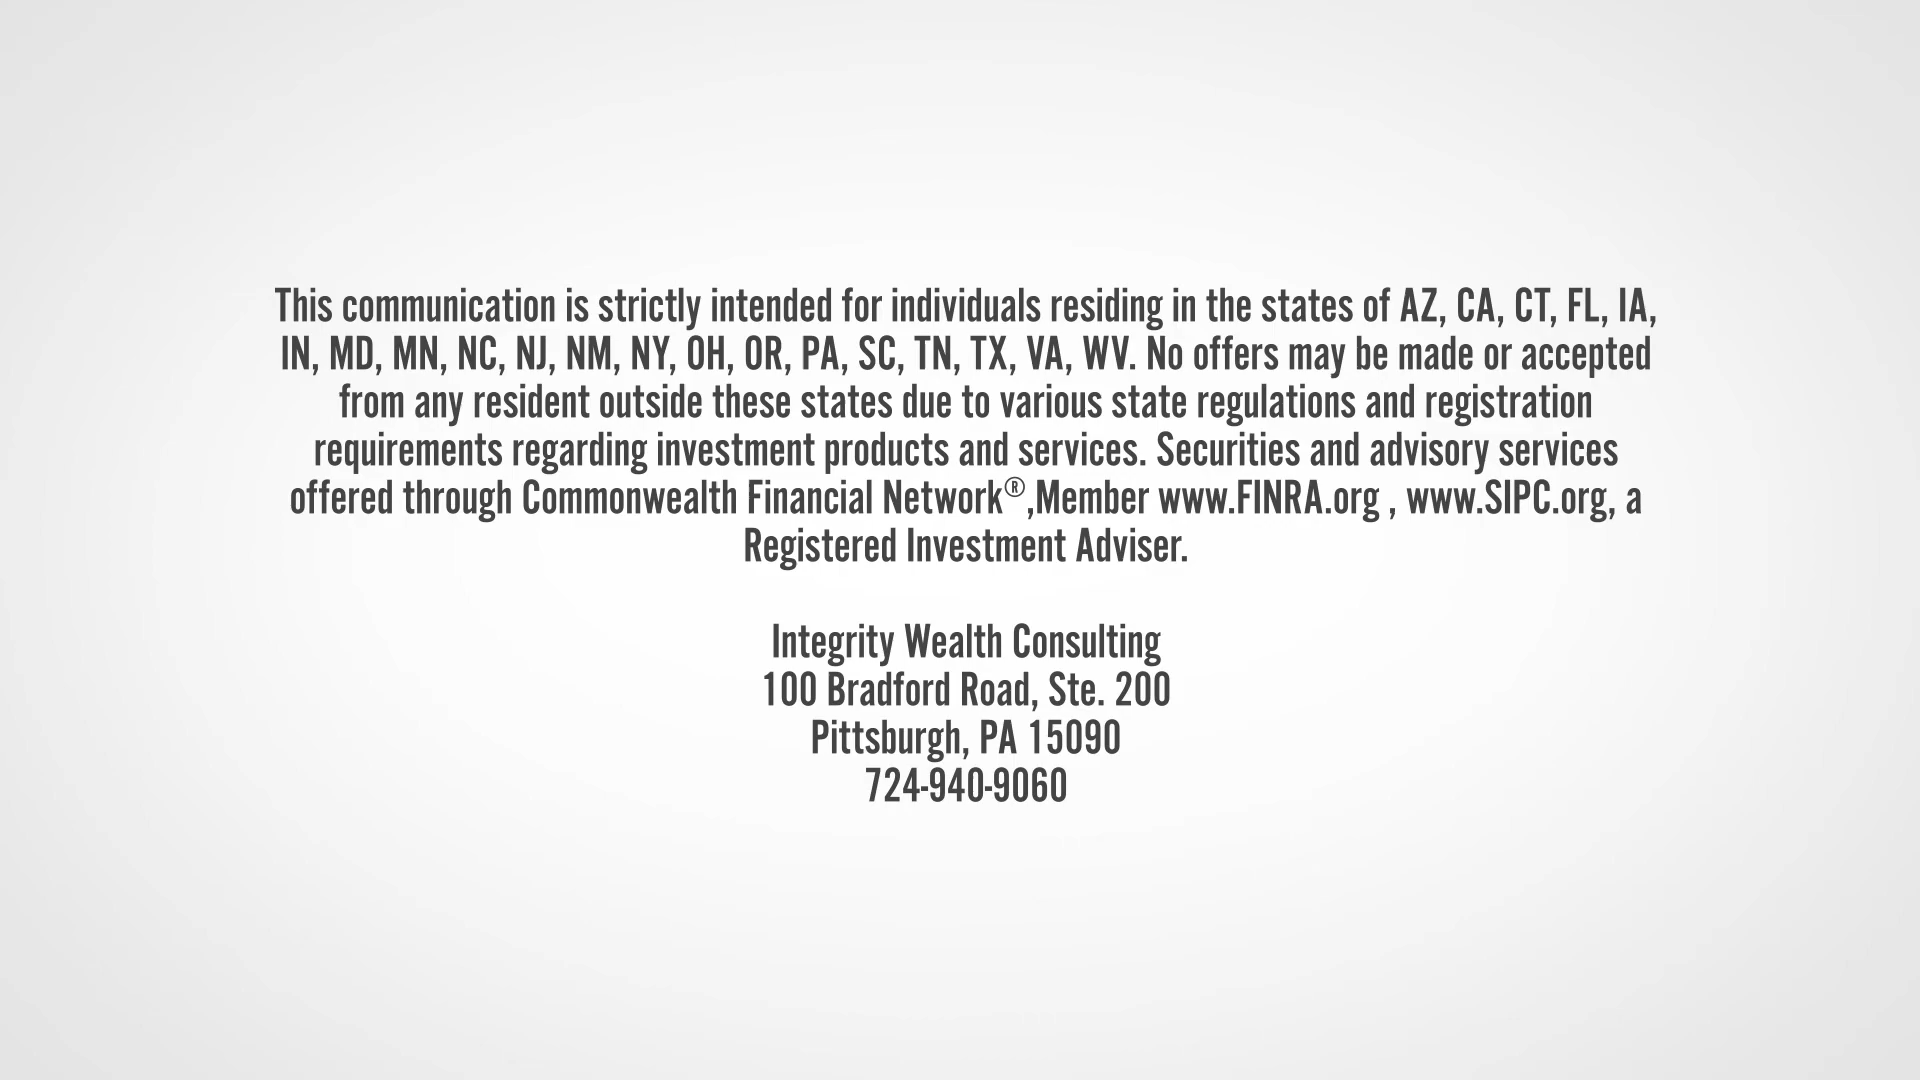 This communication is strictly intended for individuals residing in the states of AZ, CA, CT, FL, IA,
IN, MD, MN, NC, NJ, NM, NY, OH, OR, PA, SC, TN, TX, VA, WV. No offers may be made or accepted
from any resident outside these states due to various state regulations and registration
requirements regarding investment products and services. Securities and advisory services
offered through Commonwealth Financial Network®,Member www.FINRA.org , www.SIPC.org, a
Registered Investment Adviser.
Integrity Wealth Consulting
100 Bradford Road, Ste. 200
Pittsburgh, PA 15090
724-940-9060